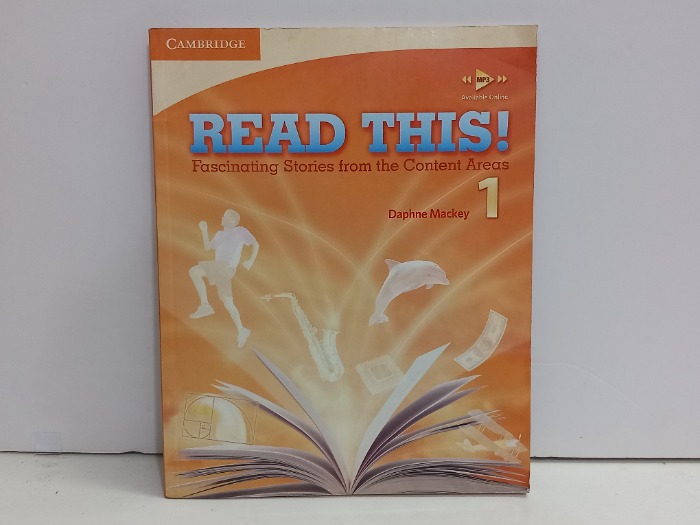 CAMBRIDGE
MP3
Available Online
READ THIS!
Fascinating Stories from the Content Areas
1
Daphne Mackey